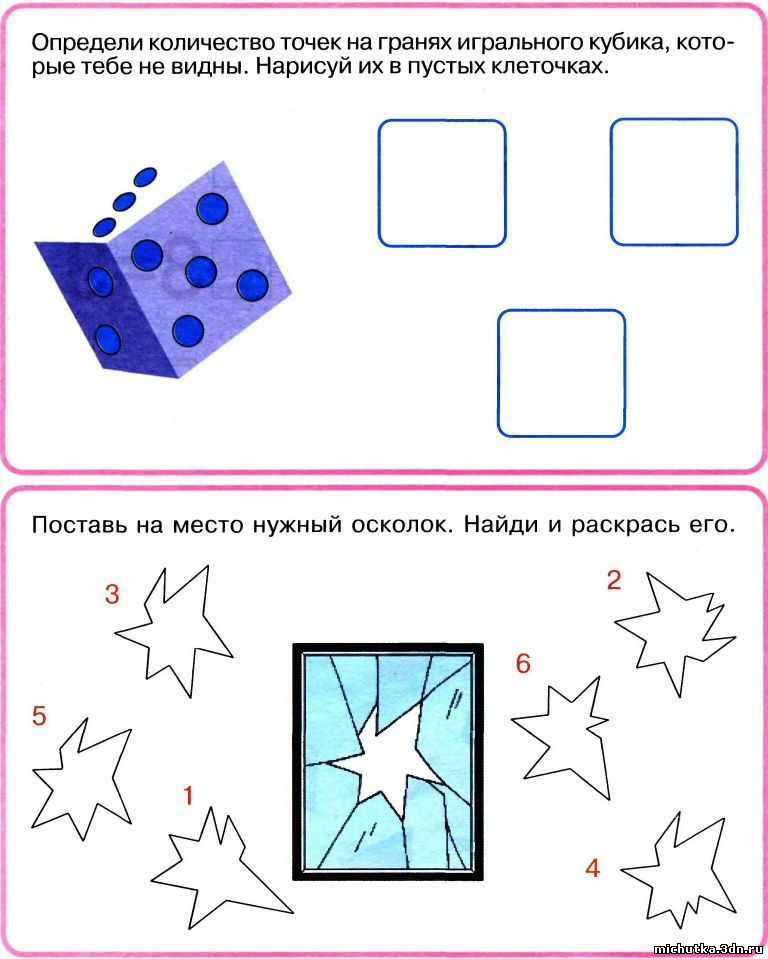 Определи количество точек на гранях игрального кубика, кото-
рые тебе не видны. Нарисуй их в пустых клеточках.
Поставь на место нужный осколок. Найди и раскрась его.
3
2
6
5
1
4
michutka.3dn.ru